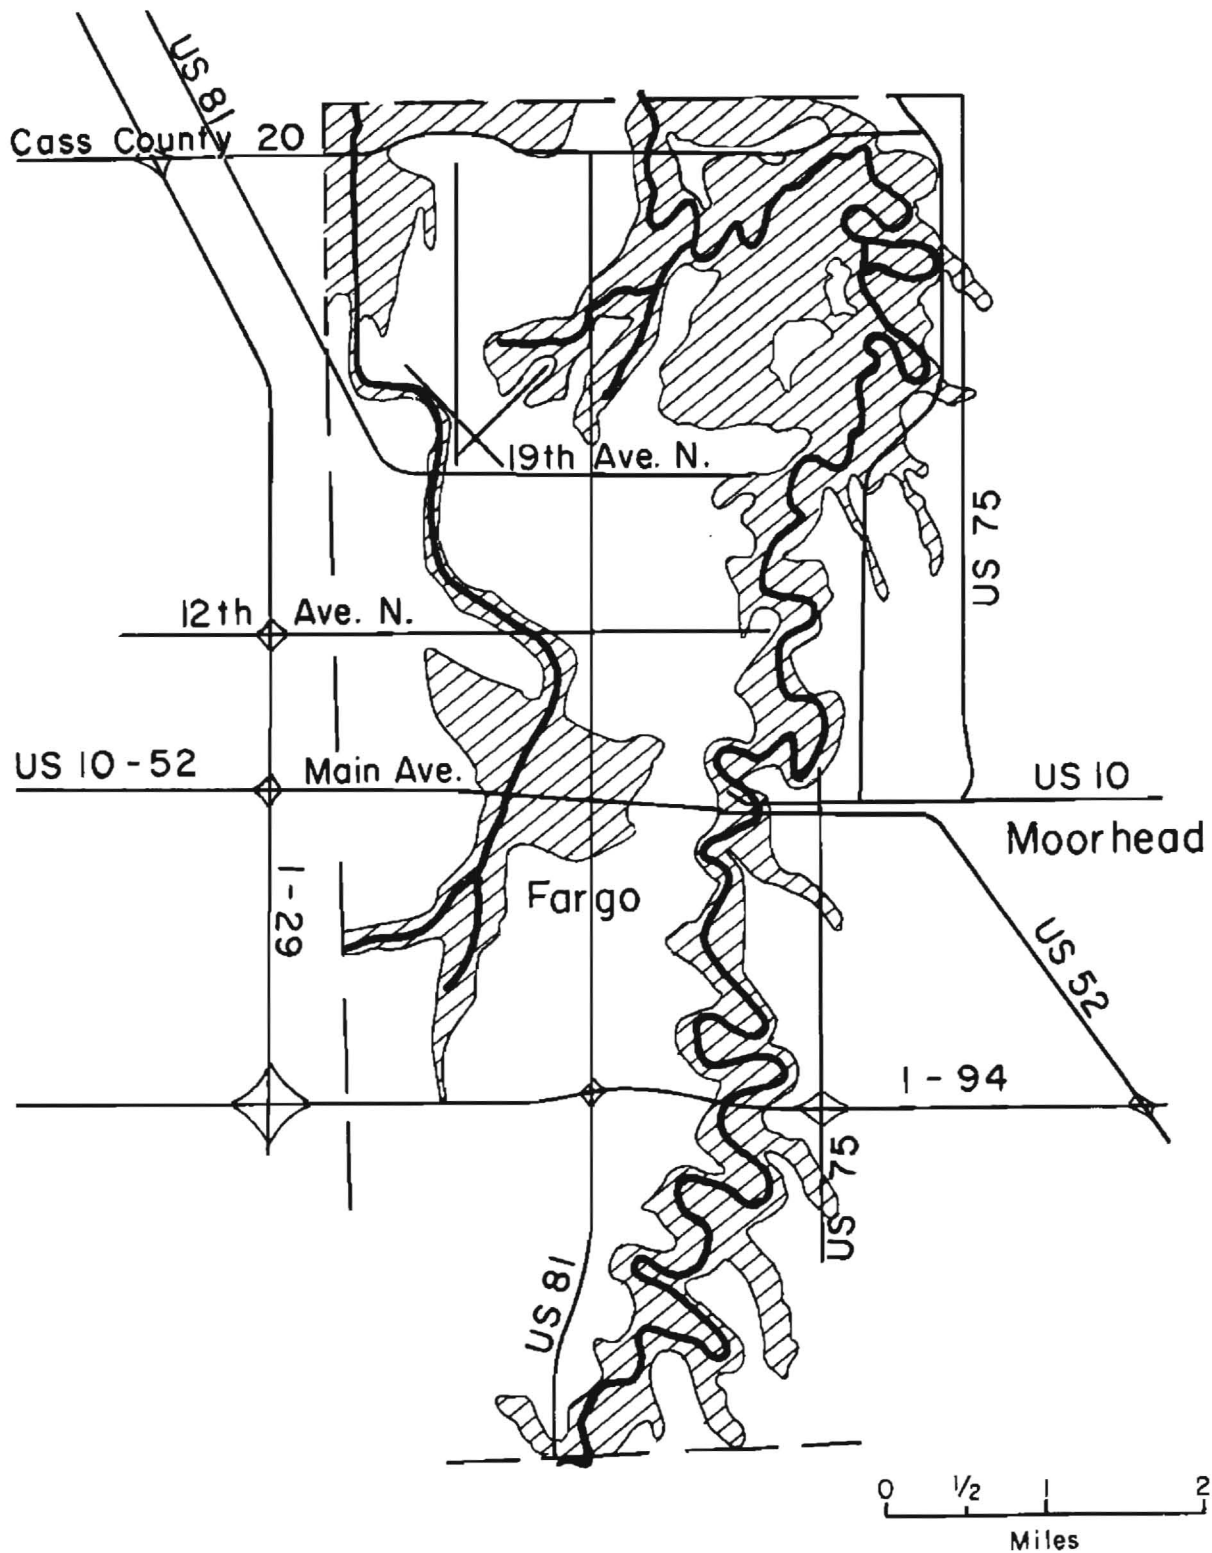 US 81
Cass County 20
19th Ave. N.
US 75
12th Ave. N.
US 10-52
Main Ave.
US 10
Moorhead
Fargo
I-29
US 52
I-94
US 75
US 81
0 1/2 1 2
Miles